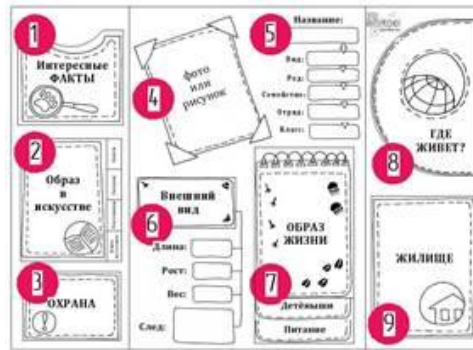 1
Интересные
ФАКТЫ
2
Образ
в
искусстве
3
ОХРАНА
4
фото
или
рисунок
5
Название:
Вид:
Род:
Семейство:
Отряд:
Класс:
6
Внешний
вид
Длина:
Рост:
Вес:
След:
7
ОБРАЗ
ЖИЗНИ
Детёныши
Питание
8
ГДЕ
ЖИВЕТ?
9
ЖИЛИЩЕ